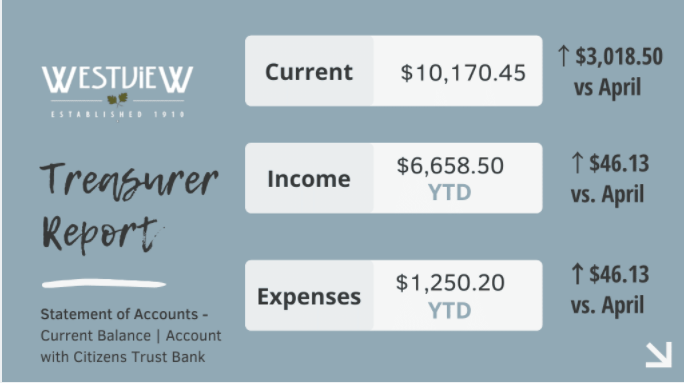 WESTVIEW
ESTABLISHED 1910
Treasurer
Report
Statement of Accounts -
Current Balance | Account
with Citizens Trust Bank
Current
$10,170.45
↑ $3,018.50
vs April
Income
$6,658.50
YTD
↑ $46.13
vs. April
Expenses
$1,250.20
YTD
↑ $46.13
vs. April